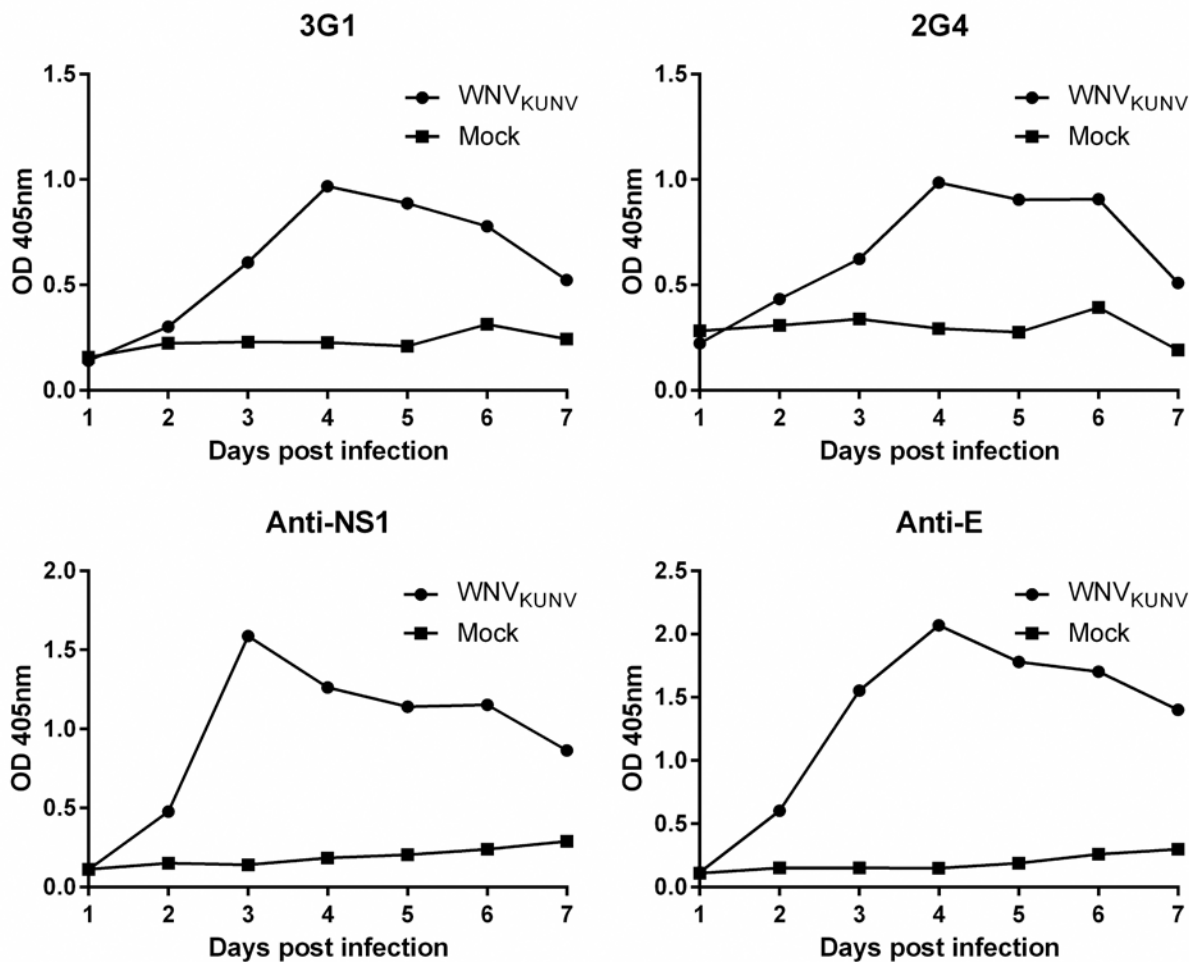 3G1
1.5
1.0
0.5
0.0
OD 405nm
WNVKUNV
Mock
1 2 3 4 5 6 7
Days post infection
2G4
1.5
1.0
0.5
0.0
OD 405nm
WNVKUNV
Mock
1 2 3 4 5 6 7
Days post infection
Anti-NS1
2.0
1.5
1.0
0.5
0.0
OD 405nm
WNVKUNV
Mock
1 2 3 4 5 6 7
Days post infection
Anti-E
2.5
2.0
1.5
1.0
0.5
0.0
OD 405nm
WNVKUNV
Mock
1 2 3 4 5 6 7
Days post infection